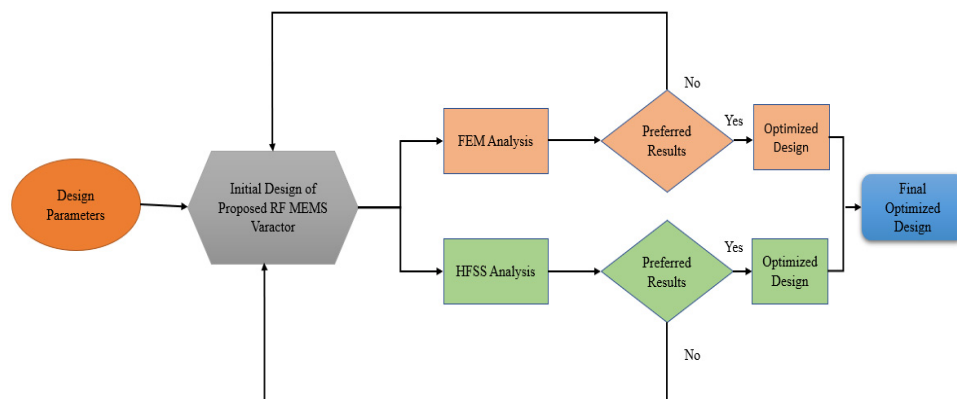 Design
Parameters
Initial Design of
Proposed RF MEMS
Varactor
FEM Analysis
Preferred
Results
No
Yes
Optimized
Design
HFSS Analysis
Preferred
Results
Yes
No
Optimized
Design
Final
Optimized
Design